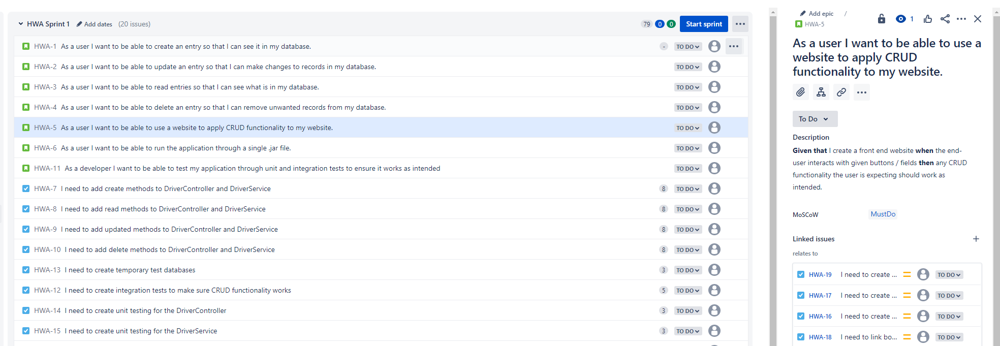 HWA Sprint 1 Add dates (20 issues) 79 0 0 Start sprint
HWA-1 As a user I want to be able to create an entry so that I can see it in my database. - TO DO
HWA-2 As a user I want to be able to update an entry so that I can make changes to records in my database. TO DO
HWA-3 As a user I want to be able to read entries so that I can see what is in my database. TO DO
HWA-4 As a user I want to be able to delete an entry so that I can remove unwanted records from my database. TO DO
HWA-5 As a user I want to be able to use a website to apply CRUD functionality to my website. TO DO
HWA-6 As a user I want to be able to run the application through a single .jar file. TO DO
HWA-11 As a developer I want to be able to test my application through unit and integration tests to ensure it works as intended TO DO
HWA-7 I need to add create methods to DriverController and DriverService 8 TO DO
HWA-8 I need to add read methods to DriverController and DriverService 8 TO DO
HWA-9 I need to add updated methods to DriverController and DriverService 8 TO DO
HWA-10 I need to add delete methods to DriverController and DriverService 8 TO DO
HWA-13 I need to create temporary test databases 3 TO DO
HWA-12 I need to create integration tests to make sure CRUD functionality works 5 TO DO
HWA-14 I need to create unit testing for the DriverController 3 TO DO
HWA-15 I need to create unit testing for the DriverService 3 TO DO
Add epic /
HWA-5
1
As a user I want to be able to use a
website to apply CRUD
functionality to my website.
To Do
Description
Given that I create a front end website when the end-
user interacts with given buttons / fields then any CRUD
functionality the user is expecting should work as
intended.
MoSCoW MustDo
Linked issues
relates to
HWA-19 I need to create ... TO DO
HWA-17 I need to create ... TO DO
HWA-16 I need to create ... TO DO
HWA-18 I need to link bo... TO DO